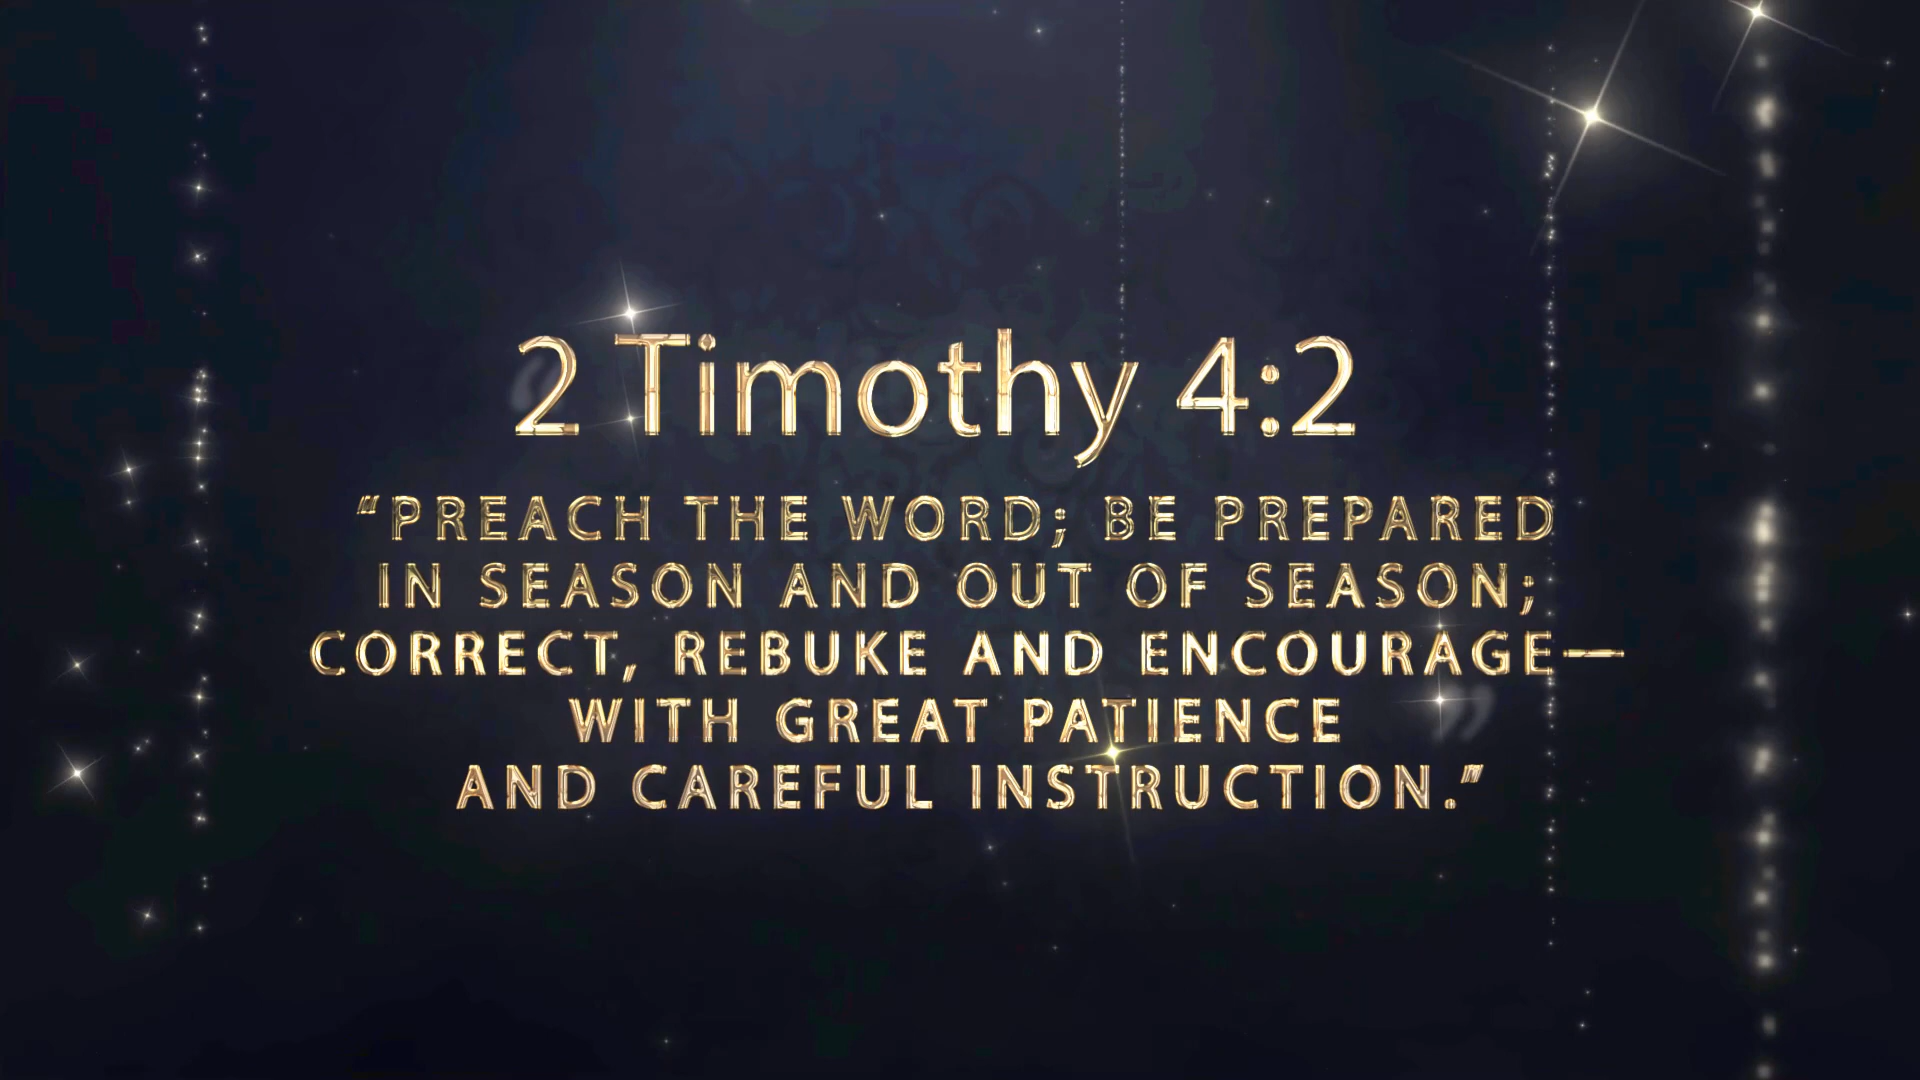 2 Timothy 4:2
“PREACH THE WORD; BE PREPARED
IN SEASON AND OUT OF SEASON;
CORRECT, REBUKE AND ENCOURAGE—
WITH GREAT PATIENCE
AND CAREFUL INSTRUCTION.”